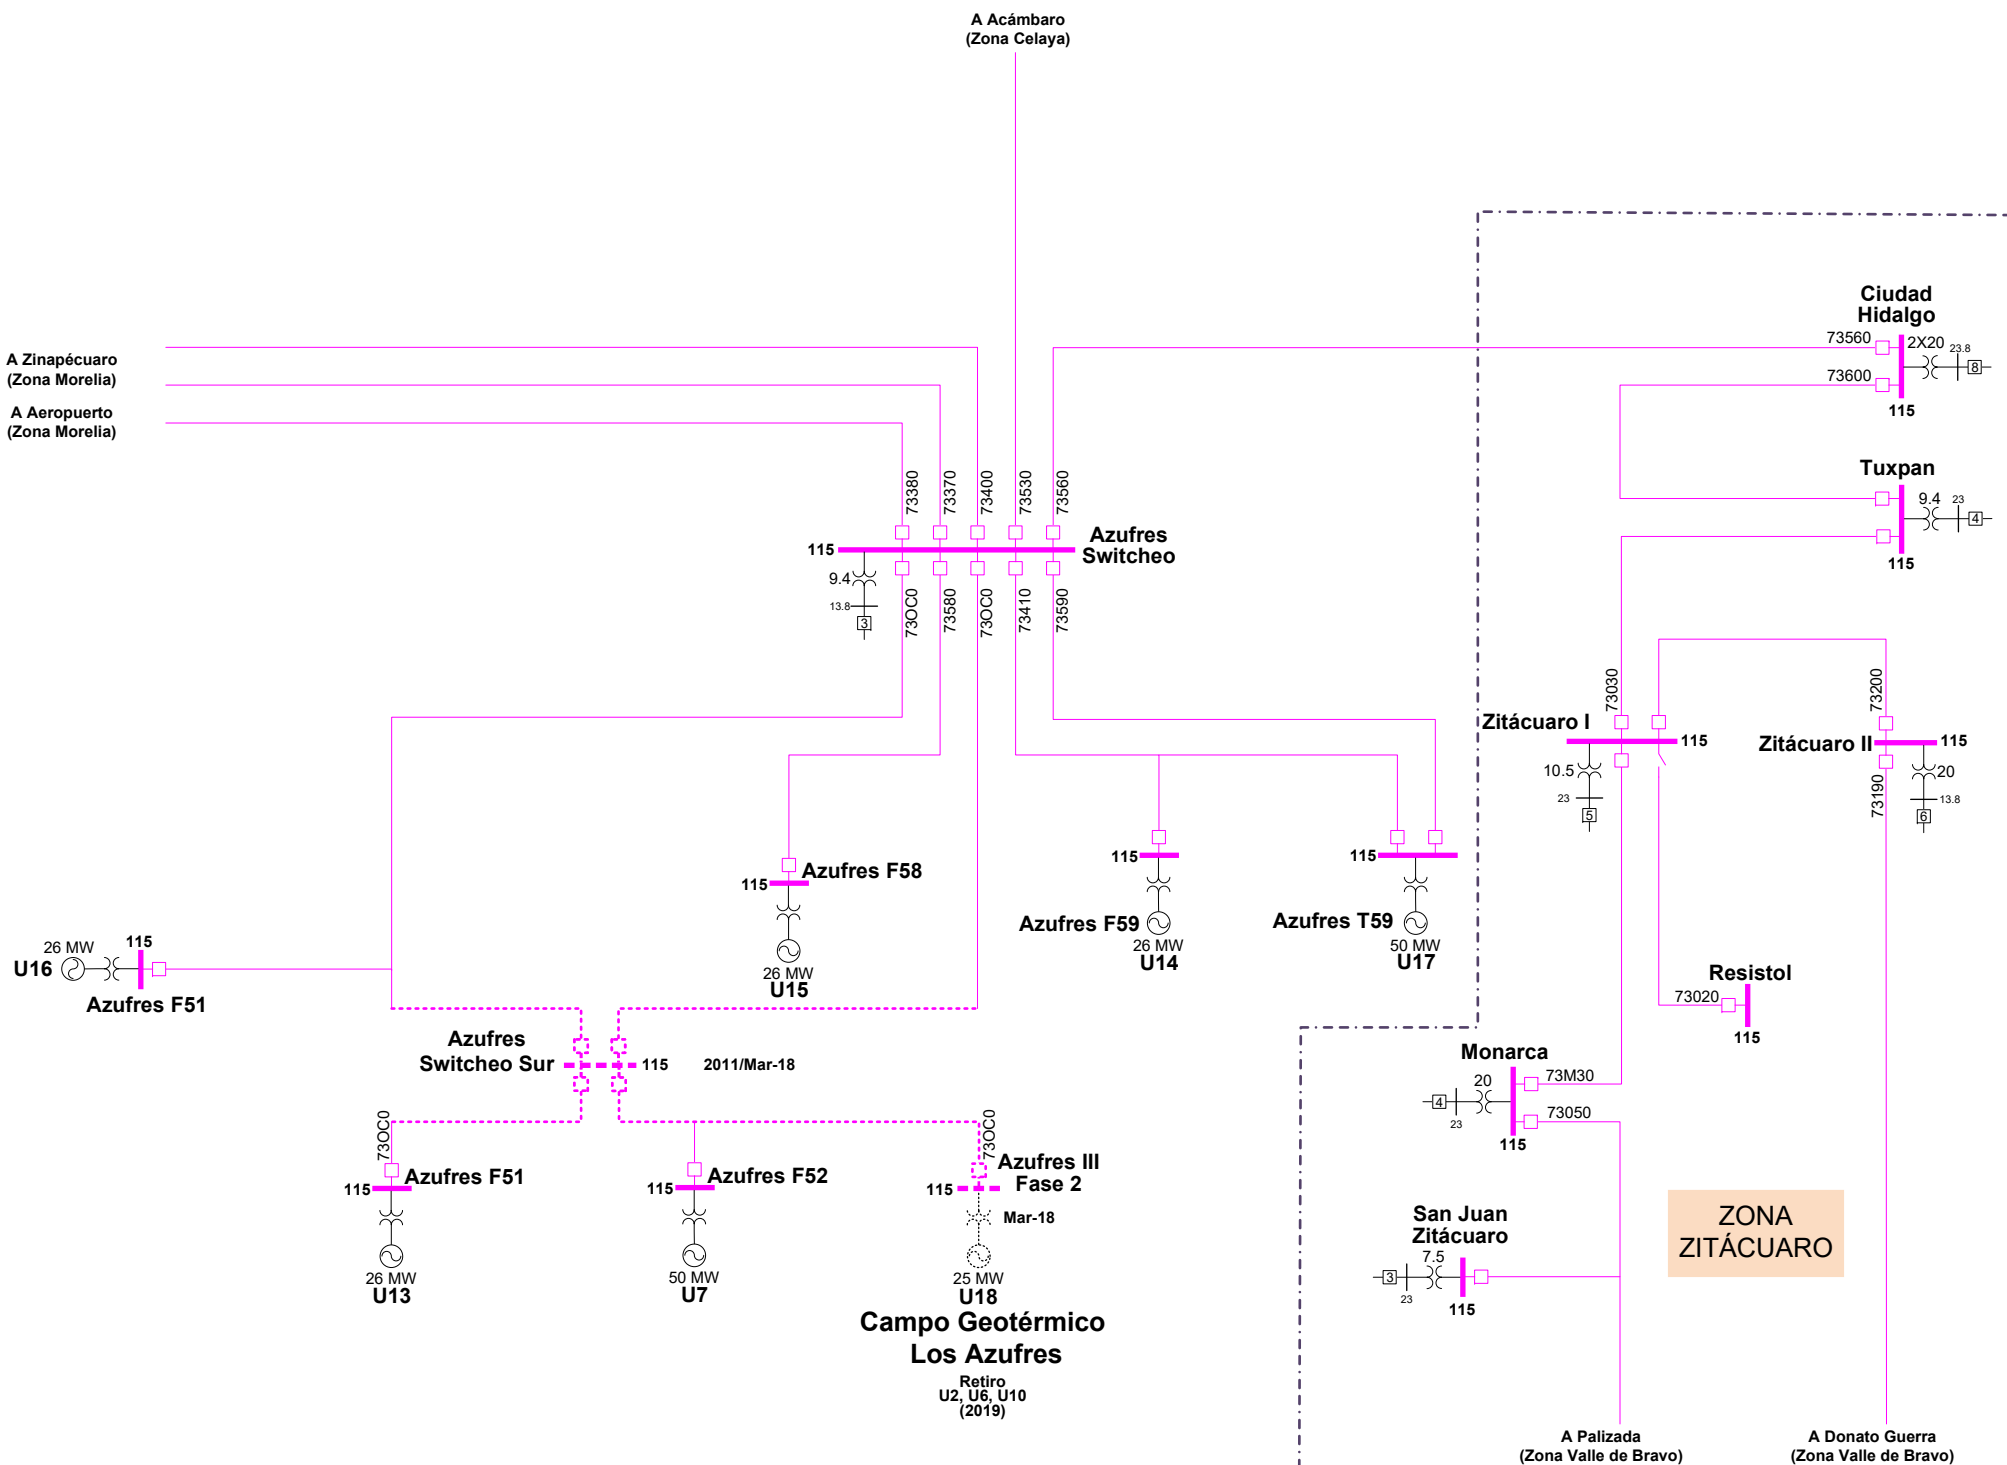 A Acámbaro
(Zona Celaya)
A Zinapécuaro
(Zona Morelia)
A Aeropuerto
(Zona Morelia)
Ciudad
Hidalgo
73560
2X20
23.8
8
73600
115
Tuxpan
9.4
23
4
115
73380
73370
73400
73530
73560
115
Azufres
Switcheo
9.4
13.8
3
73OC0
73580
73OC0
73410
73590
73030
73200
Zitácuaro I
115
10.5
23
5
Zitácuaro II
115
20
13.8
6
73190
115
Azufres F58
26 MW
U15
115
Azufres F59
26 MW
U14
115
Azufres T59
50 MW
U17
26 MW
115
U16
Azufres F51
Resistol
73020
115
Azufres
Switcheo Sur
115
2011/Mar-18
Monarca
20
73M30
4
23
73050
115
73OC0
115
Azufres F51
26 MW
U13
115
Azufres F52
50 MW
U7
73OC0
Azufres III
Fase 2
115
Mar-18
25 MW
U18
Campo Geotérmico
Los Azufres
Retiro
U2, U6, U10
(2019)
San Juan
Zitácuaro
7.5
3
23
115
ZONA
ZITÁCUARO
A Palizada
(Zona Valle de Bravo)
A Donato Guerra
(Zona Valle de Bravo)